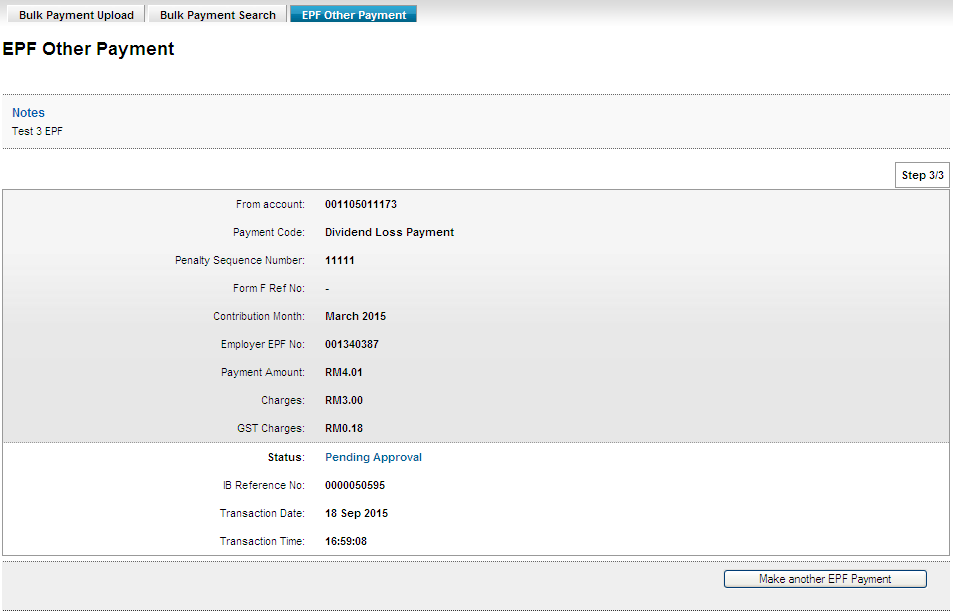 Bulk Payment Upload Bulk Payment Search EPF Other Payment
EPF Other Payment
Notes
Test 3 EPF
Step 3/3
From account: 001105011173
Payment Code: Dividend Loss Payment
Penalty Sequence Number: 11111
Form F Ref No: -
Contribution Month: March 2015
Employer EPF No: 001340387
Payment Amount: RM4.01
Charges: RM3.00
GST Charges: RM0.18
Status: Pending Approval
IB Reference No: 0000050595
Transaction Date: 18 Sep 2015
Transaction Time: 16:59:08
Make another EPF Payment